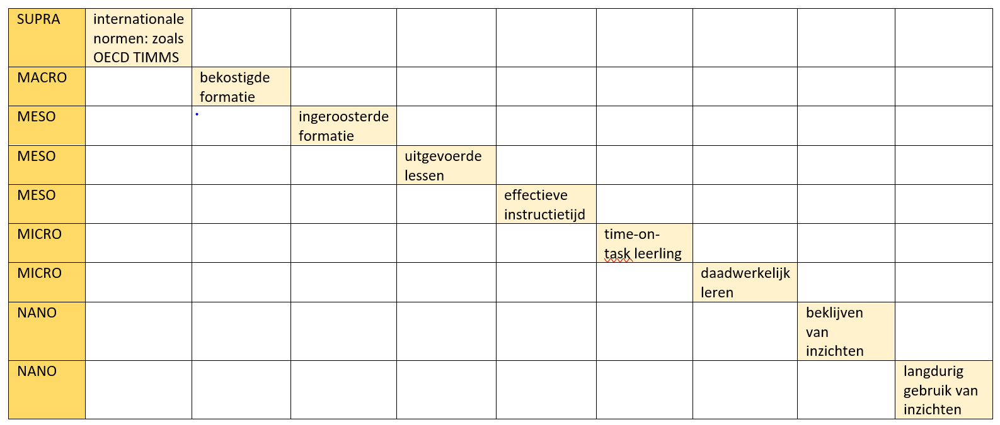 SUPRA
internationale
normen: zoals
OECD TIMMS
MACRO
bekostigde
formatie
MESO
ingeroosterde
formatie
MESO
uitgevoerde
lessen
MESO
effectieve
instructietijd
MICRO
time-on-
task leerling
MICRO
daadwerkelijk
leren
NANO
beklijven
van
inzichten
NANO
langdurig
gebruik van
inzichten